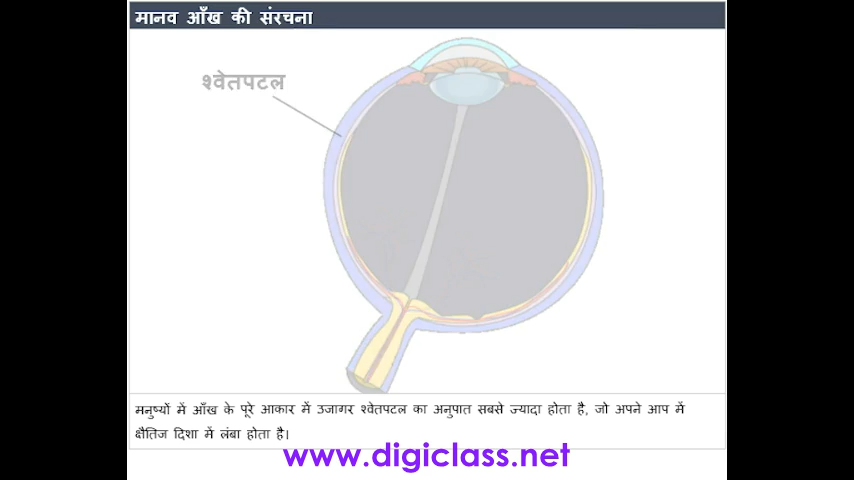 मानव आँख की संरचना
श्वेतपटल
मनुष्यों में आँख के पूरे आकार में उजागर श्वेतपटल का अनुपात सबसे ज्यादा होता है, जो अपने आप में
क्षैतिज दिशा में लंबा होता है।
www.digiclass.net